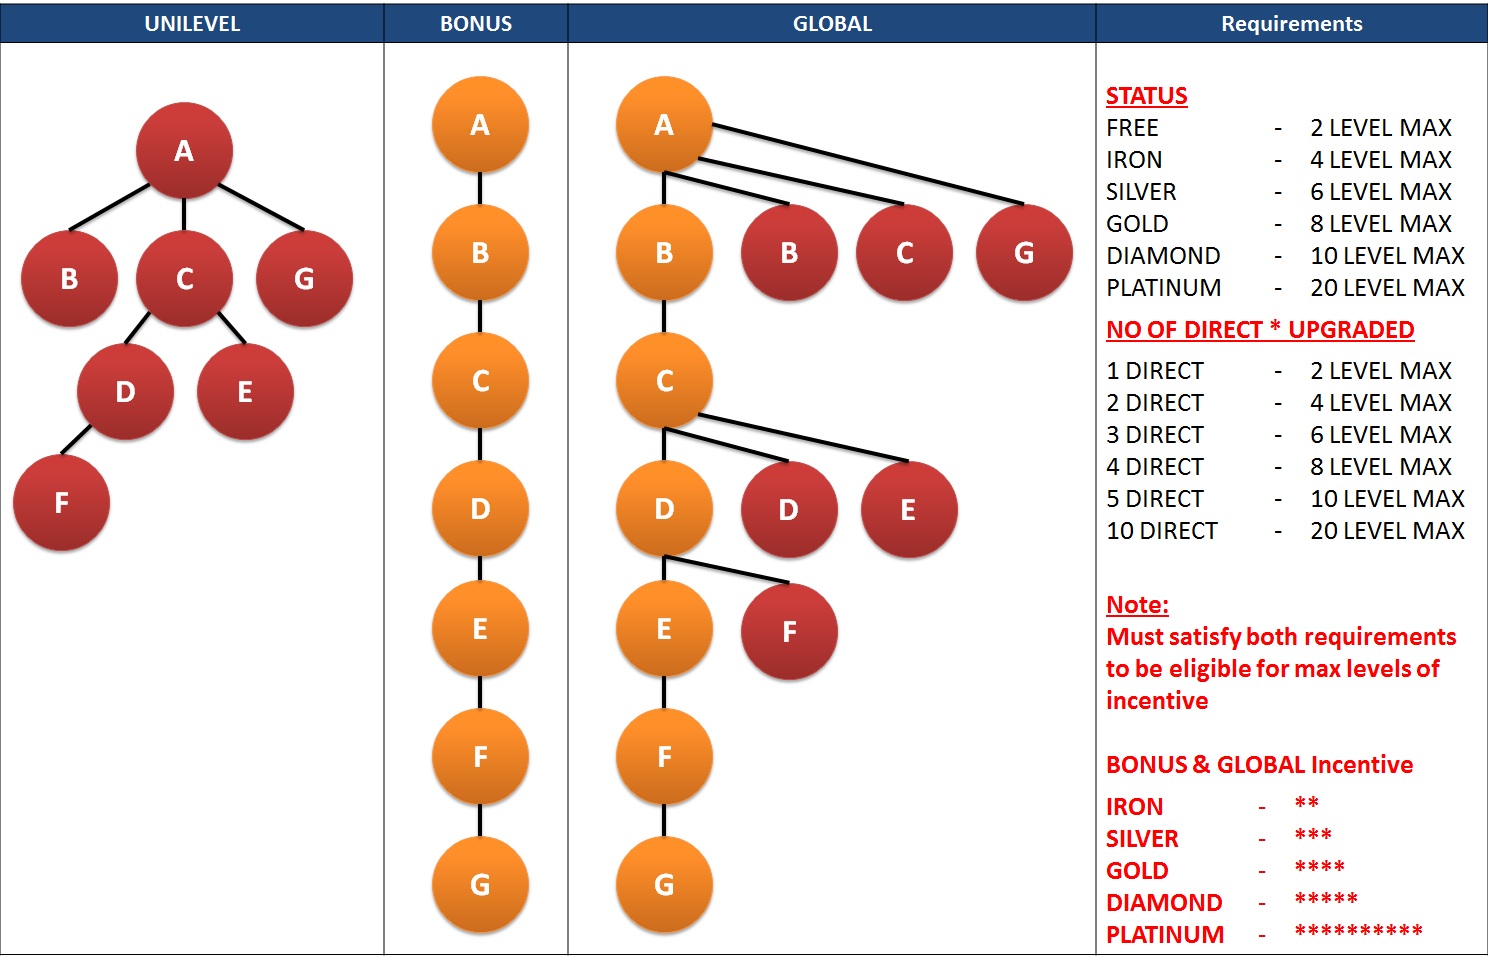 UNILEVEL
BONUS
GLOBAL
Requirements
A
B
C
G
D
E
F
A
B
C
D
E
F
G
A
B
B
C
G
C
D
D
E
E
F
F
G
STATUS
FREE - 2 LEVEL MAX
IRON - 4 LEVEL MAX
SILVER - 6 LEVEL MAX
GOLD - 8 LEVEL MAX
DIAMOND - 10 LEVEL MAX
PLATINUM - 20 LEVEL MAX
NO OF DIRECT * UPGRADED
1 DIRECT - 2 LEVEL MAX
2 DIRECT - 4 LEVEL MAX
3 DIRECT - 6 LEVEL MAX
4 DIRECT - 8 LEVEL MAX
5 DIRECT - 10 LEVEL MAX
10 DIRECT - 20 LEVEL MAX
Note:
Must satisfy both requirements
to be eligible for max levels of
incentive
BONUS & GLOBAL Incentive
IRON - **
SILVER - ***
GOLD - ****
DIAMOND - *****
PLATINUM - **********